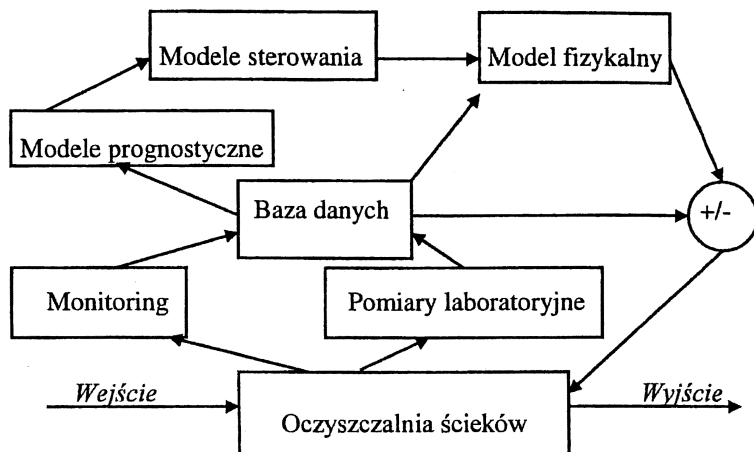 Modele sterowania
Model fizykalny
Modele prognostyczne
Baza danych
+/-
Monitoring
Pomiary laboratoryjne
Wejście
Wyjście
Oczyszczalnia ścieków